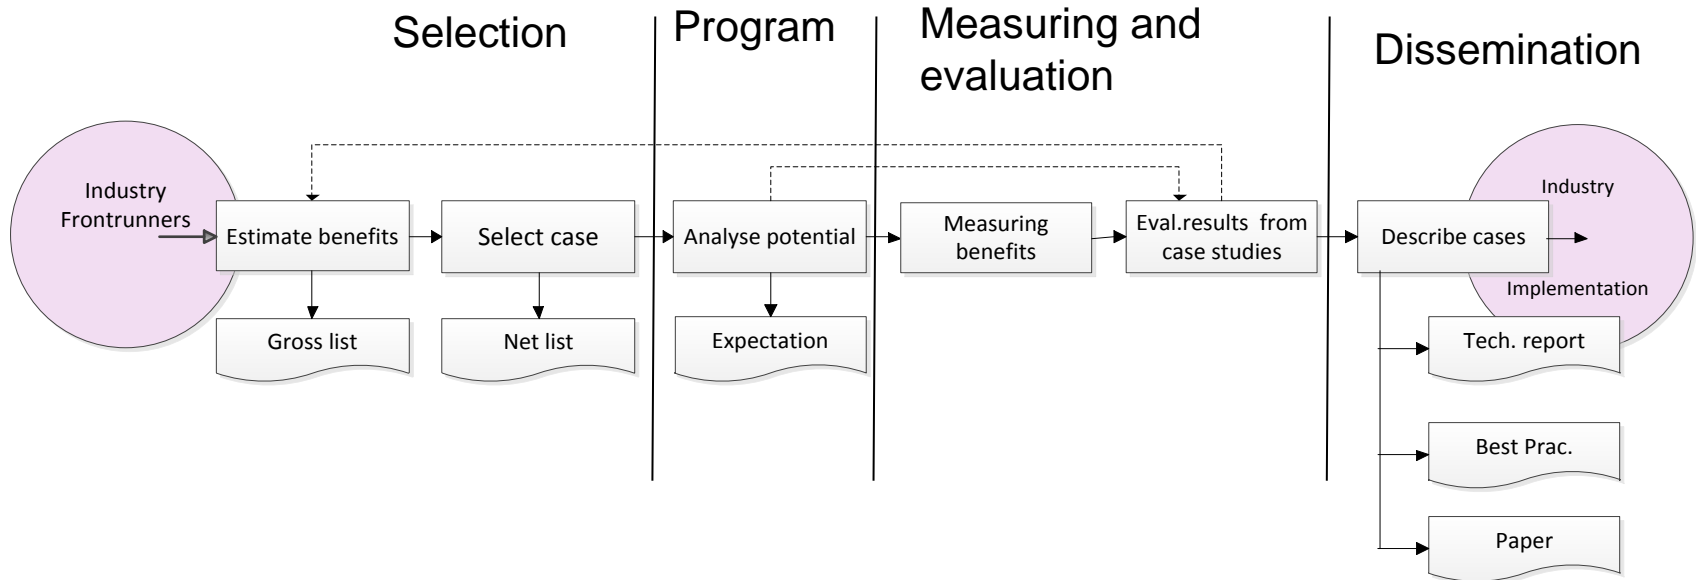 Selection
Program
Measuring and
evaluation
Dissemination
Industry
Frontrunners
Estimate benefits
Select case
Analyse potential
Measuring
benefits
Eval.results from
case studies
Describe cases
Industry
Implementation
Gross list
Net list
Expectation
Tech. report
Best Prac.
Paper